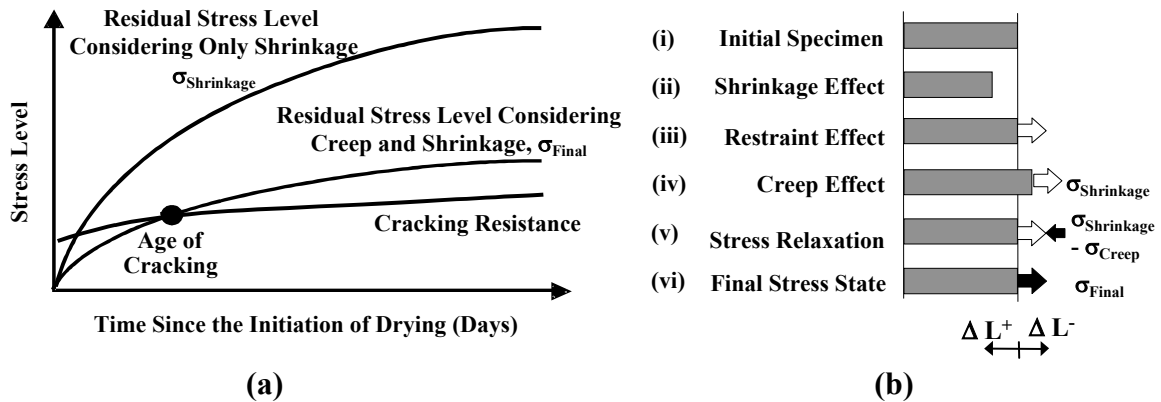 Residual Stress Level
Considering Only Shrinkage
σShrinkage
Residual Stress Level Considering
Creep and Shrinkage, σFinal
Cracking Resistance
Age of
Cracking
Stress Level
Time Since the Initiation of Drying (Days)
(a)
(i) Initial Specimen
(ii) Shrinkage Effect
(iii) Restraint Effect
(iv) Creep Effect σShrinkage
(v) Stress Relaxation σShrinkage
- σCreep
(vi) Final Stress State σFinal
Δ L+ Δ L-
(b)